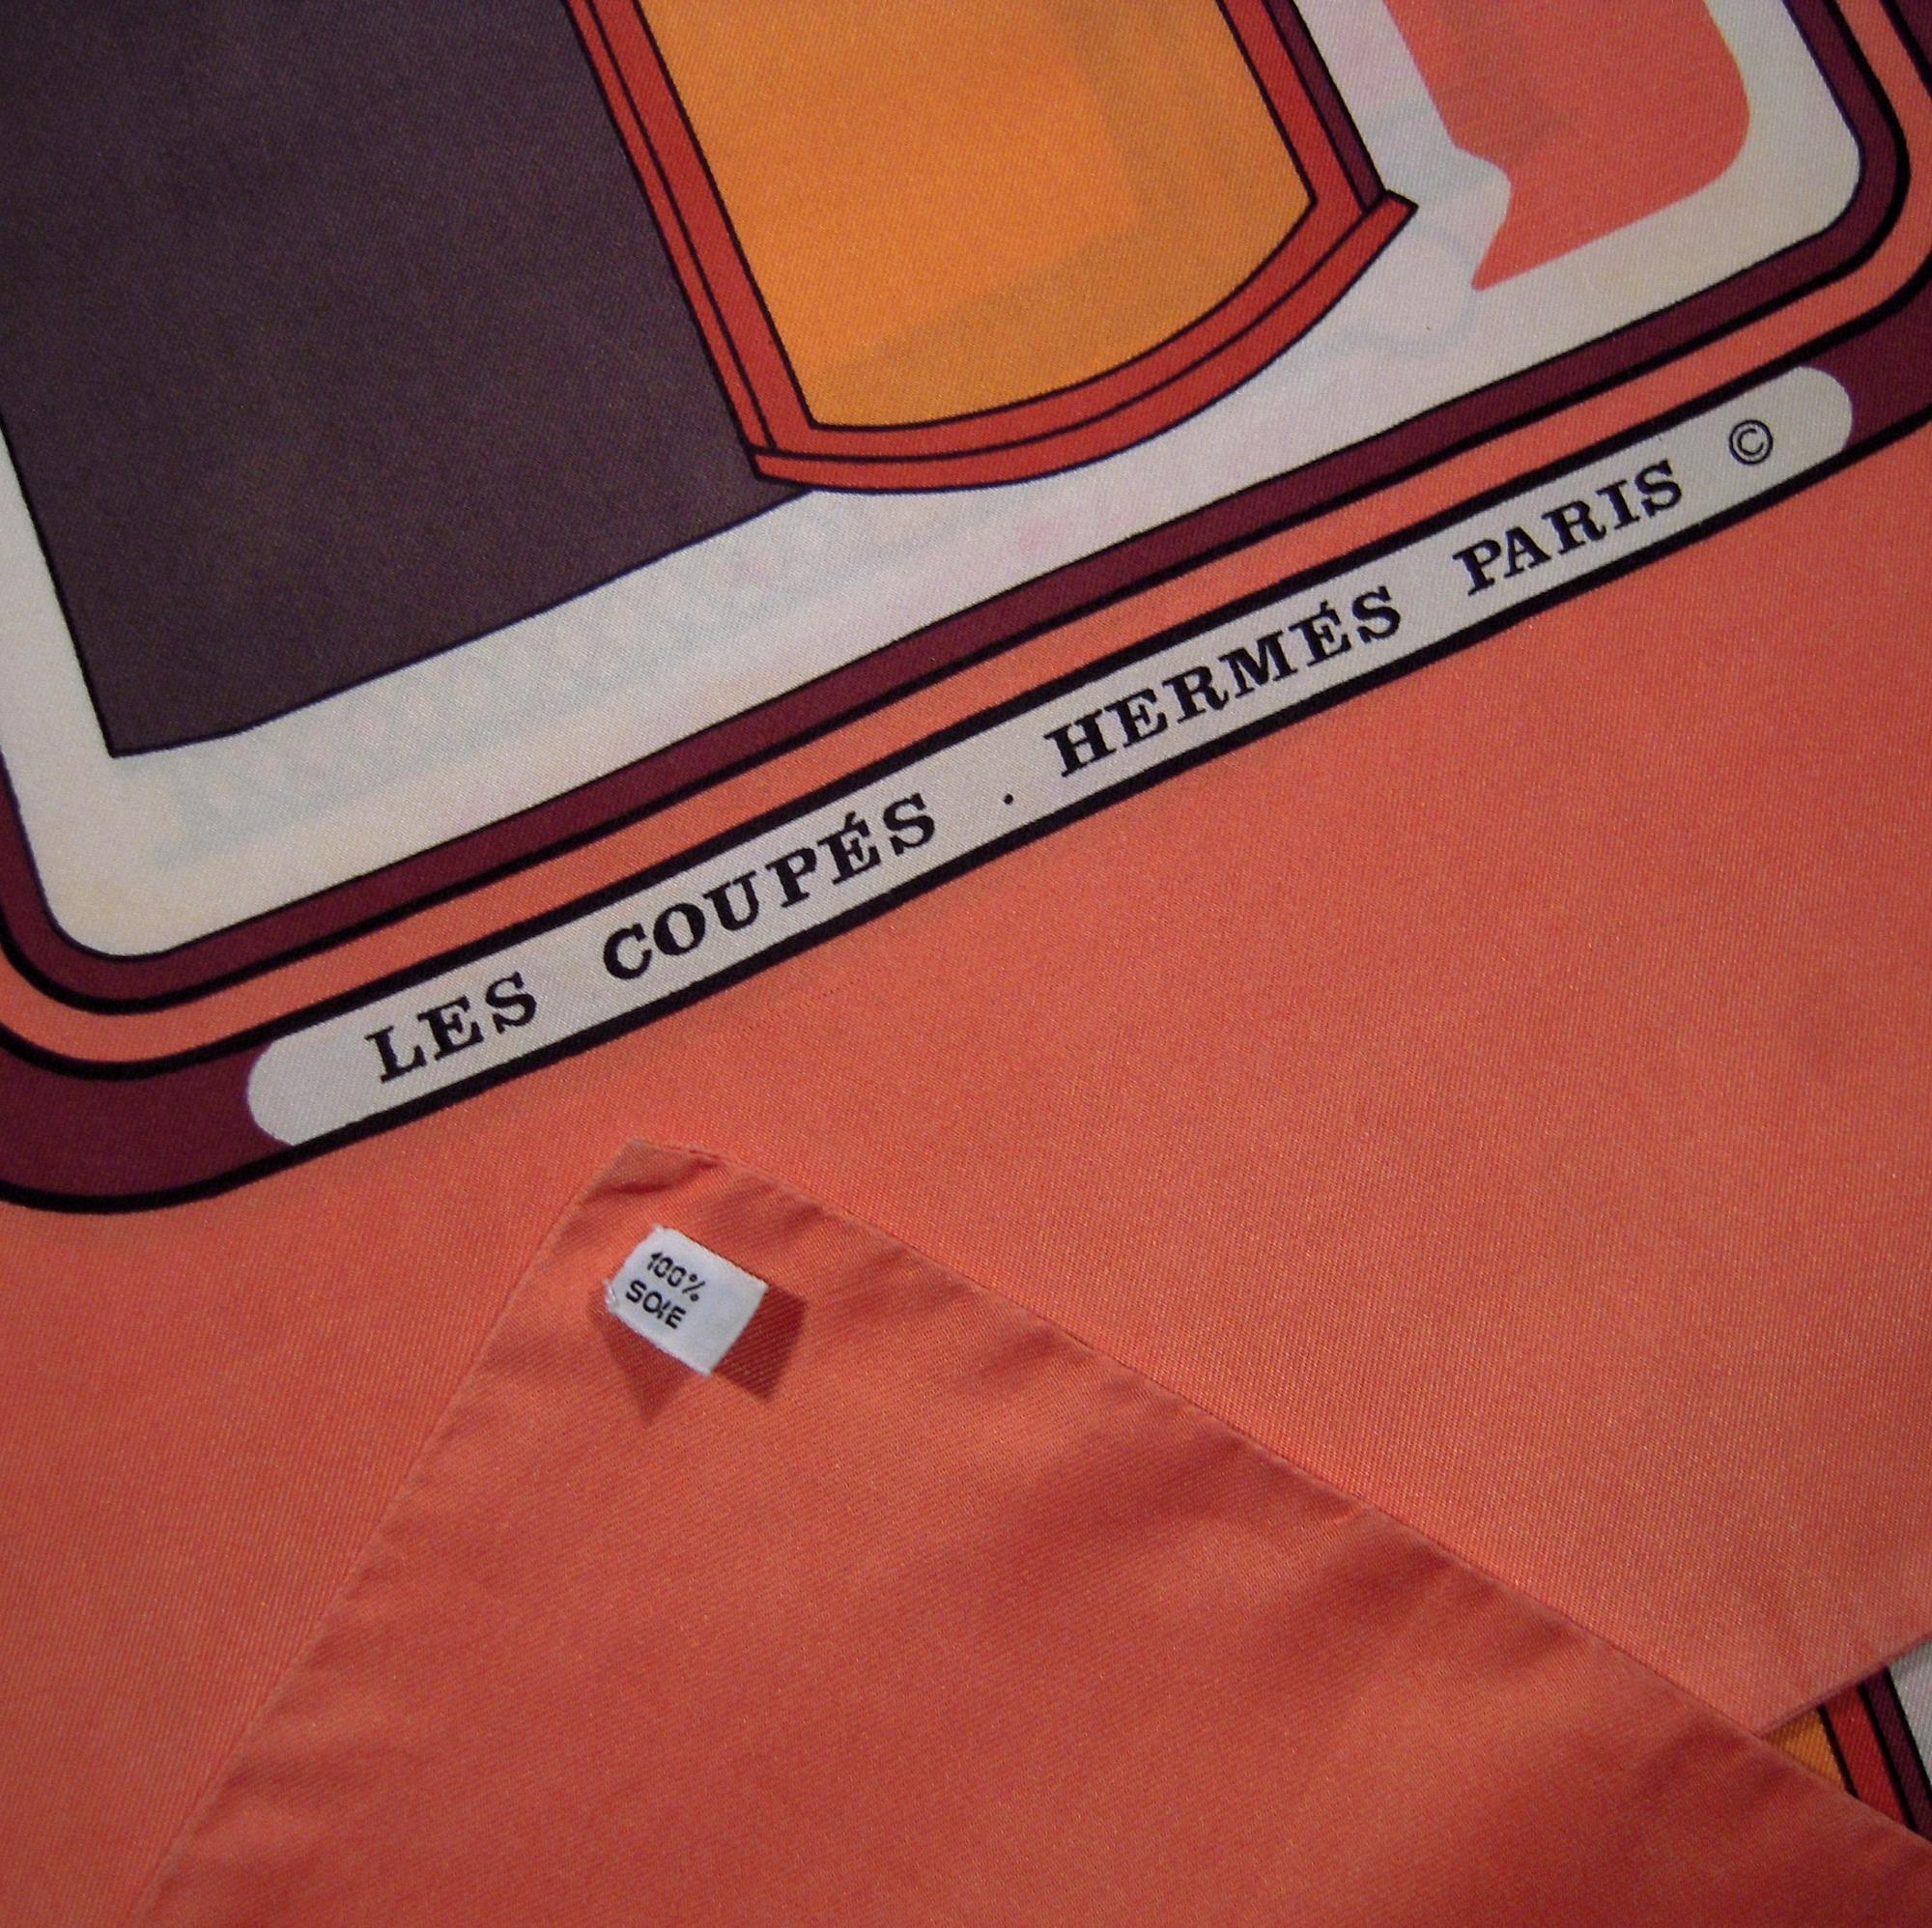 LES COUPÉS . HERMÉS PARIS ©
100%
SOIE